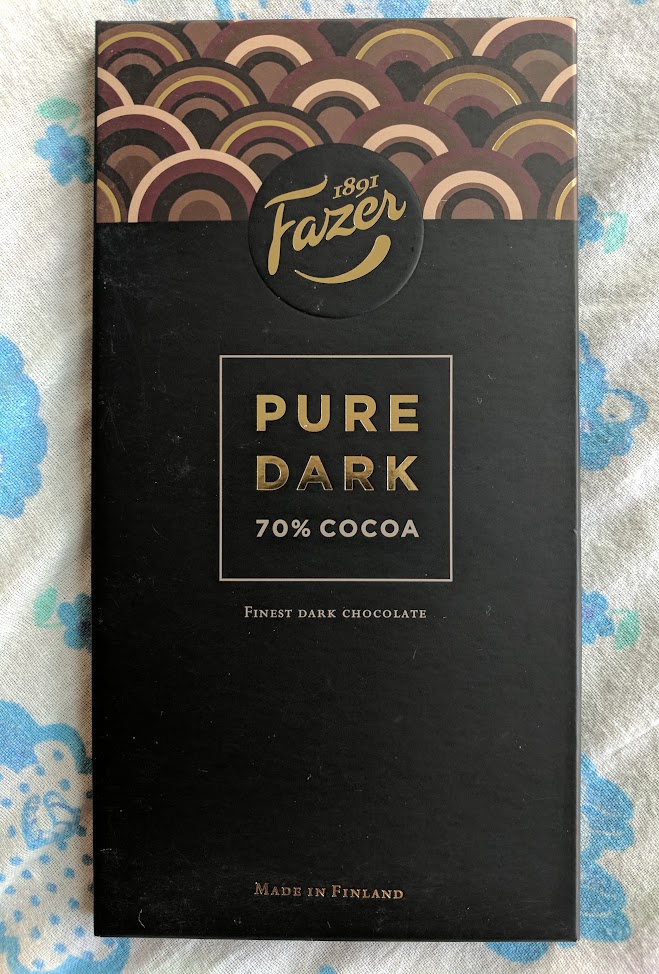 1891
Fazer
PURE
DARK
70% COCOA
FINEST DARK CHOCOLATE
MADE IN FINLAND